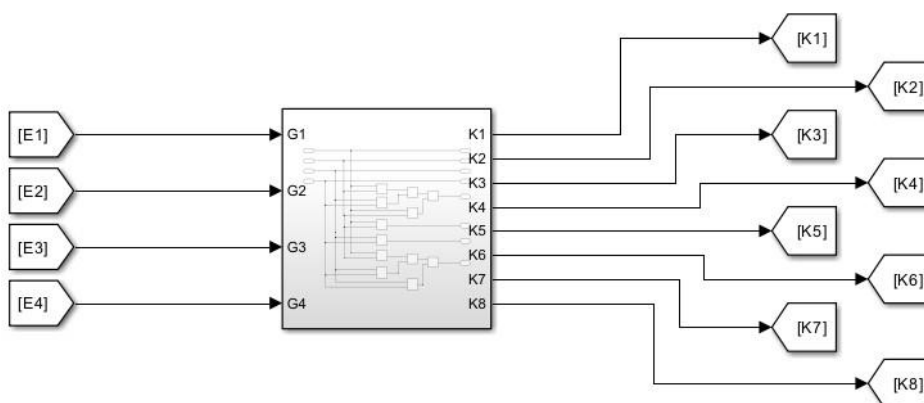 [E1]
[E2]
[E3]
[E4]
G1
G2
G3
G4
K1
K2
K3
K4
K5
K6
K7
K8
[K1]
[K2]
[K3]
[K4]
[K5]
[K6]
[K7]
[K8]